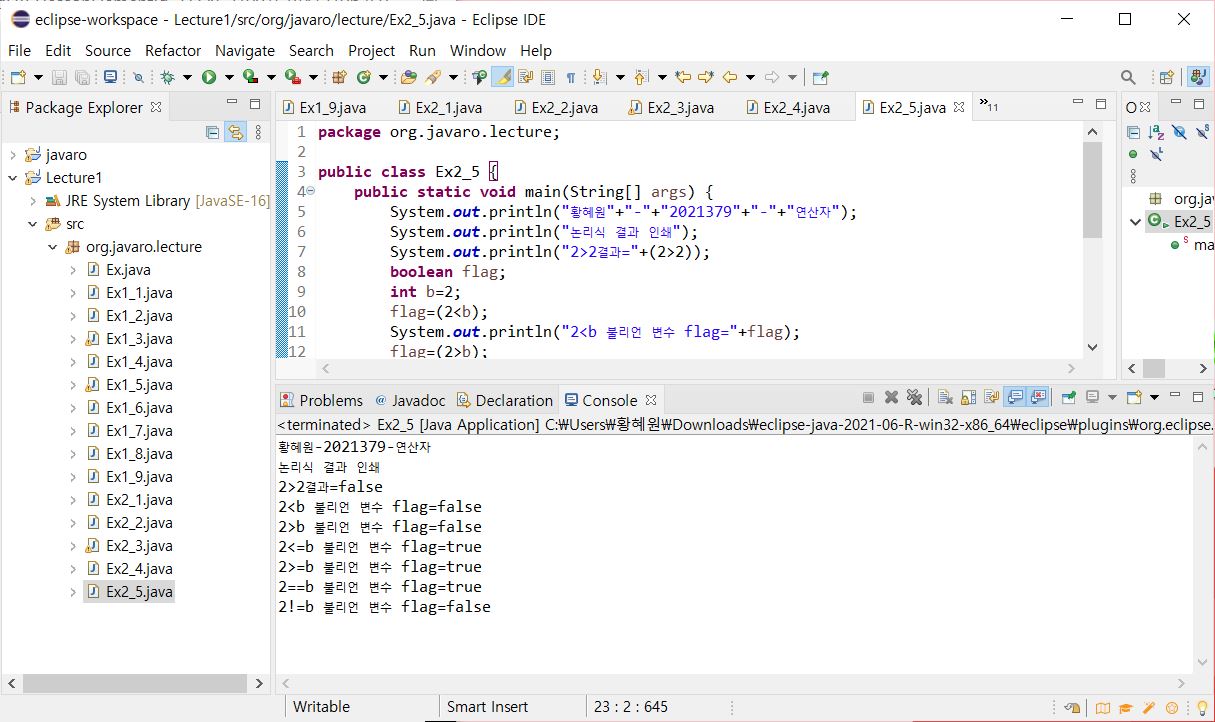 eclipse-workspace - Lecture1/src/org/javaro/lecture/Ex2_5.java - Eclipse IDE
File Edit Source Refactor Navigate Search Project Run Window Help
Package Explorer
javaro
Lecture1
JRE System Library [JavaSE-16]
src
org.javaro.lecture
Ex.java
Ex1_1.java
Ex1_2.java
Ex1_3.java
Ex1_4.java
Ex1_5.java
Ex1_6.java
Ex1_7.java
Ex1_8.java
Ex1_9.java
Ex2_1.java
Ex2_2.java
Ex2_3.java
Ex2_4.java
Ex2_5.java
Ex1_9.java Ex2_1.java Ex2_2.java Ex2_3.java Ex2_4.java Ex2_5.java »11
1 package org.javaro.lecture;
2
3 public class Ex2_5 {
4 public static void main(String[] args) {
5 System.out.println("황혜원"+"-"+"2021379"+"-"+"연산자");
6 System.out.println("논리식 결과 인쇄");
7 System.out.println("2>2결과="+(2>2));
8 boolean flag;
9 int b=2;
10 flag=(2<b);
11 System.out.println("2<b 불리언 변수 flag="+flag);
12 flag=(2>b);
org.jav
Ex2_5
ma
Problems @ Javadoc Declaration Console
<terminated> Ex2_5 [Java Application] C:₩Users₩황혜원₩Downloads₩eclipse-java-2021-06-R-win32-x86_64₩eclipse₩plugins₩org.eclipse.
황혜원-2021379-연산자
논리식 결과 인쇄
2>2결과=false
2<b 불리언 변수 flag=false
2>b 불리언 변수 flag=false
2<=b 불리언 변수 flag=true
2>=b 불리언 변수 flag=true
2==b 불리언 변수 flag=true
2!=b 불리언 변수 flag=false
Writable Smart Insert 23 : 2 : 645